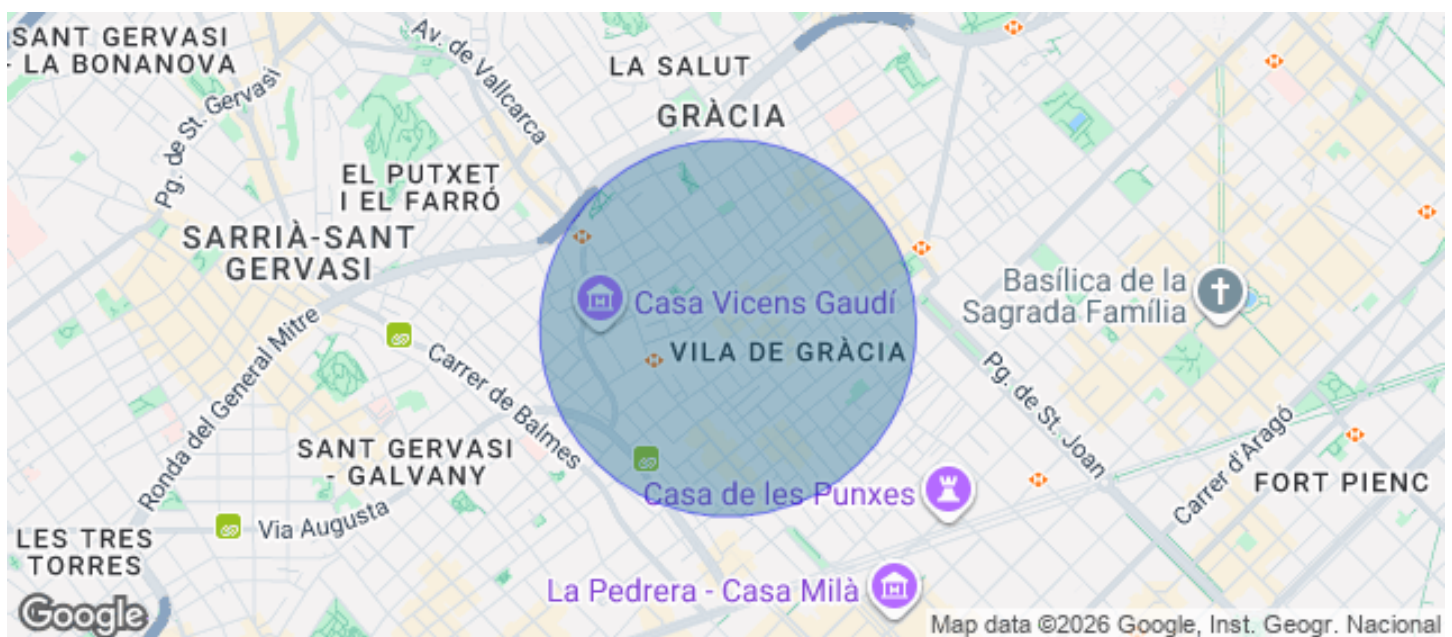 SANT GERVASI
- LA BONANOVA
Av. de Vallcarca
LA SALUT
GRÀCIA
Pg. de St. Gervasi
EL PUTXET
I EL FARRÓ
SARRIÀ-SANT
GERVASI
Casa Vicens Gaudí
Basílica de la
Sagrada Família
VILA DE GRÀCIA
Ronda del General Mitre
Carrer de Balmes
Pg. de St. Joan
Carrer d'Aragó
SANT GERVASI
- GALVANY
Casa de les Punxes
FORT PIENC
Via Augusta
LES TRES
TORRES
La Pedrera - Casa Milà
Google
Map data ©2026 Google, Inst. Geogr. Nacional